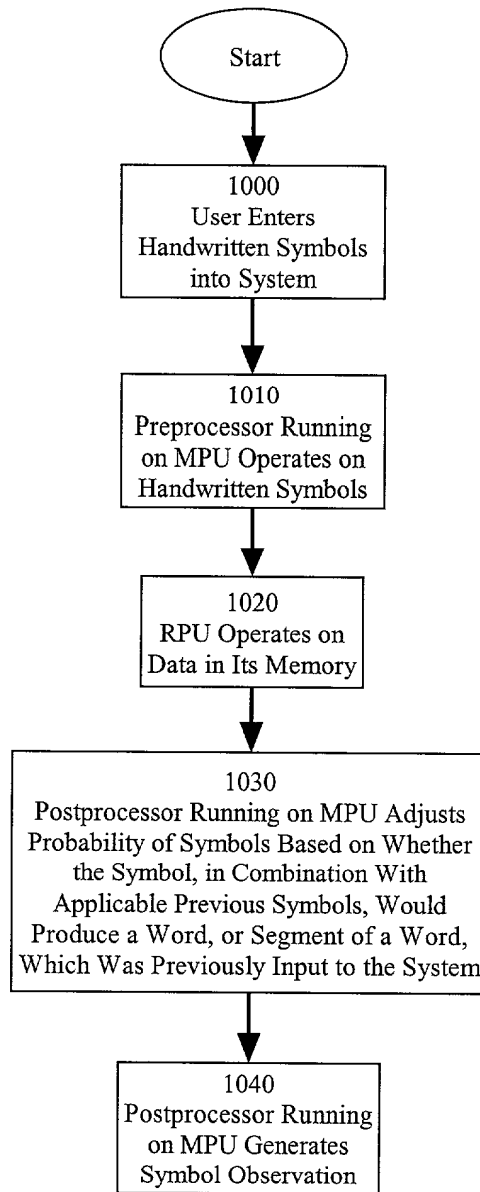 Start
1000
User Enters
Handwritten Symbols
into System
1010
Preprocessor Running
on MPU Operates on
Handwritten Symbols
1020
RPU Operates on
Data in Its Memory
1030
Postprocessor Running on MPU Adjusts
Probability of Symbols Based on Whether
the Symbol, in Combination With
Applicable Previous Symbols, Would
Produce a Word, or Segment of a Word,
Which Was Previously Input to the System
1040
Postprocessor Running
on MPU Generates
Symbol Observation